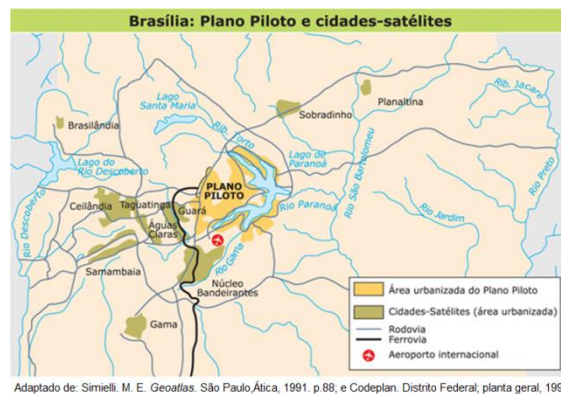 Brasília: Plano Piloto e cidades-satélites
Lago
Santa Maria
Rib. Torto
Sobradinho
Planaltina
Rib. Jacaré
Brasilândia
Lago do
Rio Descoberto
Lago do
Paranoá
Rio São Bartolomeu
Rio Preto
PLANO
PILOTO
Ceilândia
Taguatinga
Guará
Águas
Claras
Rio Paranoá
Rio Jardim
Rio Descoberto
Samambaia
Rio Gama
Núcleo
Bandeirantes
Gama
Área urbanizada do Plano Piloto
Cidades-Satélites (área urbanizada)
Rodovia
Ferrovia
Aeroporto internacional
Adaptado de: Simielli. M. E. Geoatlas. São Paulo,Ática, 1991. p.88; e Codeplan. Distrito Federal; planta geral, 199